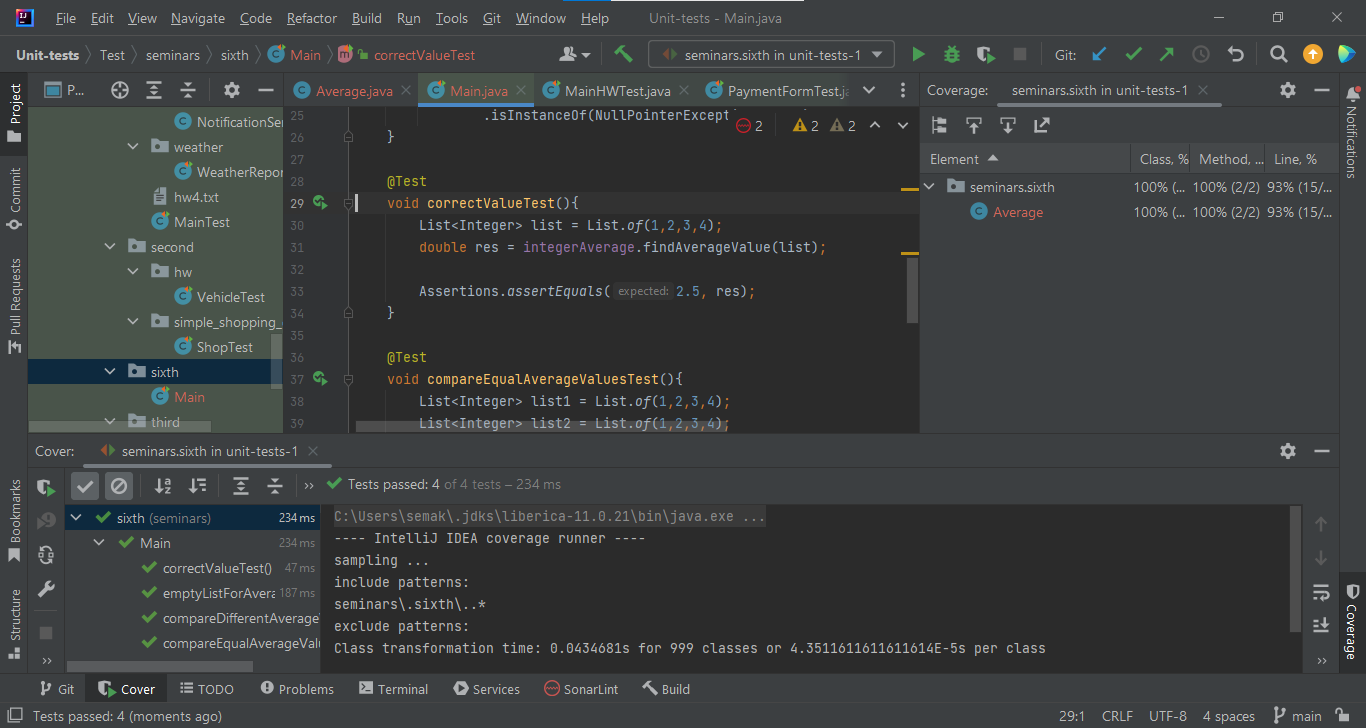 File Edit View Navigate Code Refactor Build Run Tools Git Window Help Unit-tests - Main.java
Unit-tests Test seminars sixth Main correctValueTest seminars.sixth in unit-tests-1 Git:
Project
Commit
Pull Requests
Bookmarks
Structure
P...
NotificationSer
weather
WeatherRepor
hw4.txt
MainTest
second
hw
VehicleTest
simple_shopping_
ShopTest
sixth
Main
third
Average.java Main.java MainHWTest.java PaymentFormTest.ja
2 2 2
25 .isInstanceOf(NullPointerExcept
26 }
27
28 @Test
29 void correctValueTest(){
30 List<Integer> list = List.of(1,2,3,4);
31 double res = integerAverage.findAverageValue(list);
32
33 Assertions.assertEquals( expected: 2.5, res);
34 }
35
36 @Test
37 void compareEqualAverageValuesTest(){
38 List<Integer> list1 = List.of(1,2,3,4);
39 List<Integer> list2 = List.of(1,2,3,4);
Coverage: seminars.sixth in unit-tests-1
Element Class, % Method, ... Line, %
seminars.sixth 100% (... 100% (2/2) 93% (15/...
Average 100% (... 100% (2/2) 93% (15/...
Notifications
Coverage
Cover: seminars.sixth in unit-tests-1
Tests passed: 4 of 4 tests – 234 ms
sixth (seminars) 234 ms
Main 234 ms
correctValueTest() 47 ms
emptyListForAvera 187 ms
compareDifferentAverage
compareEqualAverageValu
C:\Users\semak\.jdks\liberica-11.0.21\bin\java.exe ...
---- IntelliJ IDEA coverage runner ----
sampling ...
include patterns:
seminars\.sixth\..*
exclude patterns:
Class transformation time: 0.0434681s for 999 classes or 4.3511611611611614E-5s per class
Git Cover TODO Problems Terminal Services SonarLint Build
Tests passed: 4 (moments ago) 29:1 CRLF UTF-8 4 spaces main